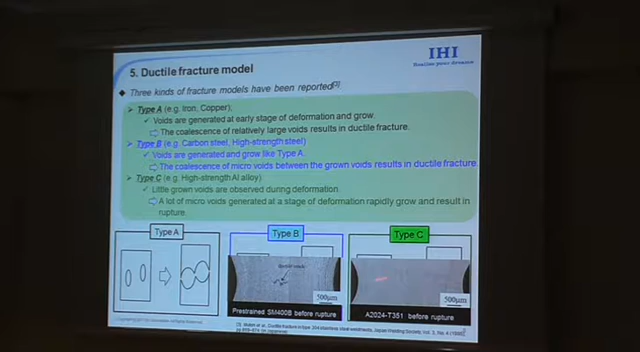 IHI
Realize your dreams
5. Ductile fracture model
Three kinds of fracture models have been reported[3]
Type A (e.g. Iron, Copper);
Voids are generated at early stage of deformation and grow.
The coalescence of relatively large voids results in ductile fracture.
Type B (e.g. Carbon steel, High-strength steel)
Voids are generated and grow like Type A.
The coalescence of micro voids between the grown voids results in ductile fracture.
Type C (e.g. High-strength Al alloy)
Little grown voids are observed during deformation.
A lot of micro voids generated at a stage of deformation rapidly grow and result in
rupture.
Type A
Type B
Type C
500μm
500μm
Prestrained SM400B before rupture
A2024-T351 before rupture